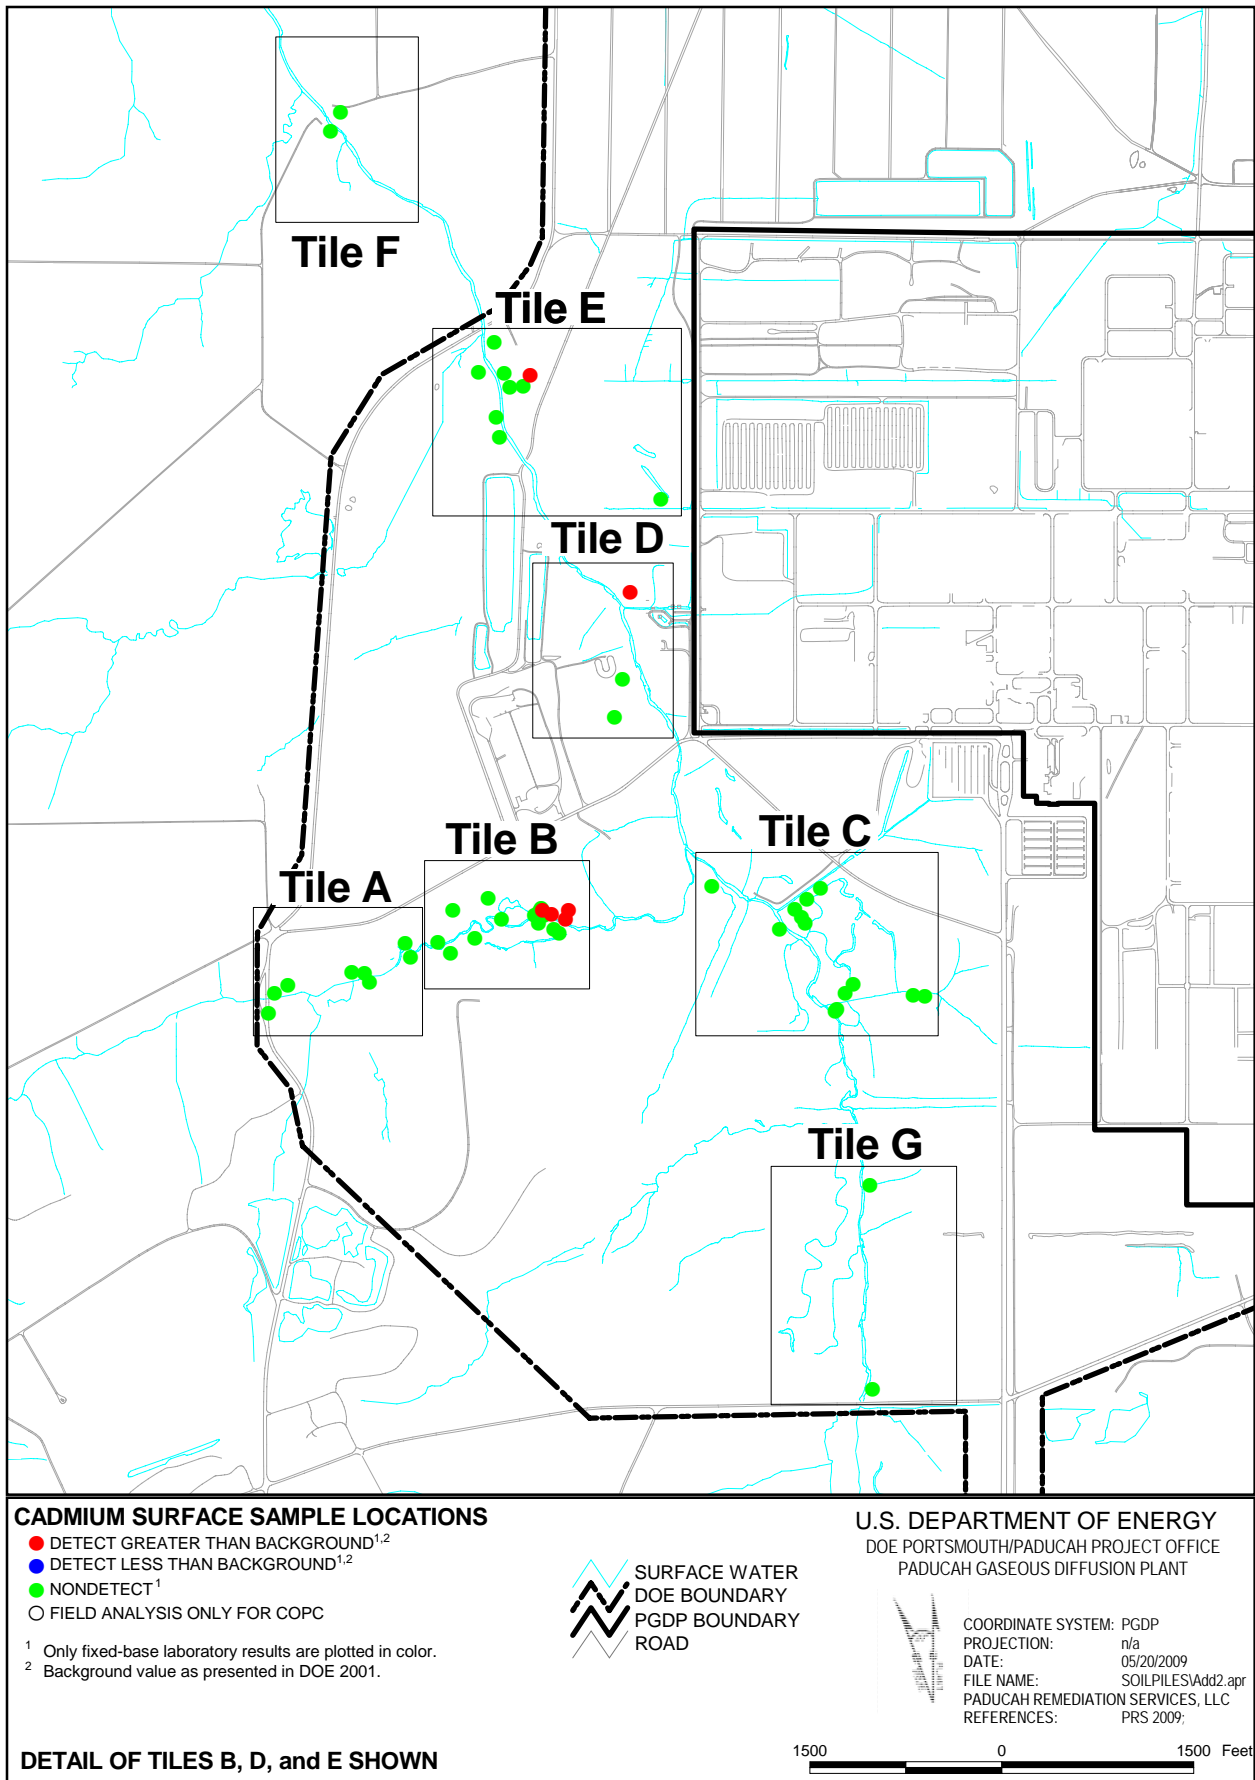 Tile F
Tile E
Tile D
Tile B
Tile C
Tile A
Tile G
CADMIUM SURFACE SAMPLE LOCATIONS
DETECT GREATER THAN BACKGROUND1,2
DETECT LESS THAN BACKGROUND1,2
NONDETECT1
FIELD ANALYSIS ONLY FOR COPC
1 Only fixed-base laboratory results are plotted in color.
2 Background value as presented in DOE 2001.
DETAIL OF TILES B, D, and E SHOWN
SURFACE WATER
DOE BOUNDARY
PGDP BOUNDARY
ROAD
U.S. DEPARTMENT OF ENERGY
DOE PORTSMOUTH/PADUCAH PROJECT OFFICE
PADUCAH GASEOUS DIFFUSION PLANT
COORDINATE SYSTEM: PGDP
PROJECTION: n/a
DATE: 05/20/2009
FILE NAME: SOILPILES\Add2.apr
PADUCAH REMEDIATION SERVICES, LLC
REFERENCES: PRS 2009;
1500 0 1500 Feet